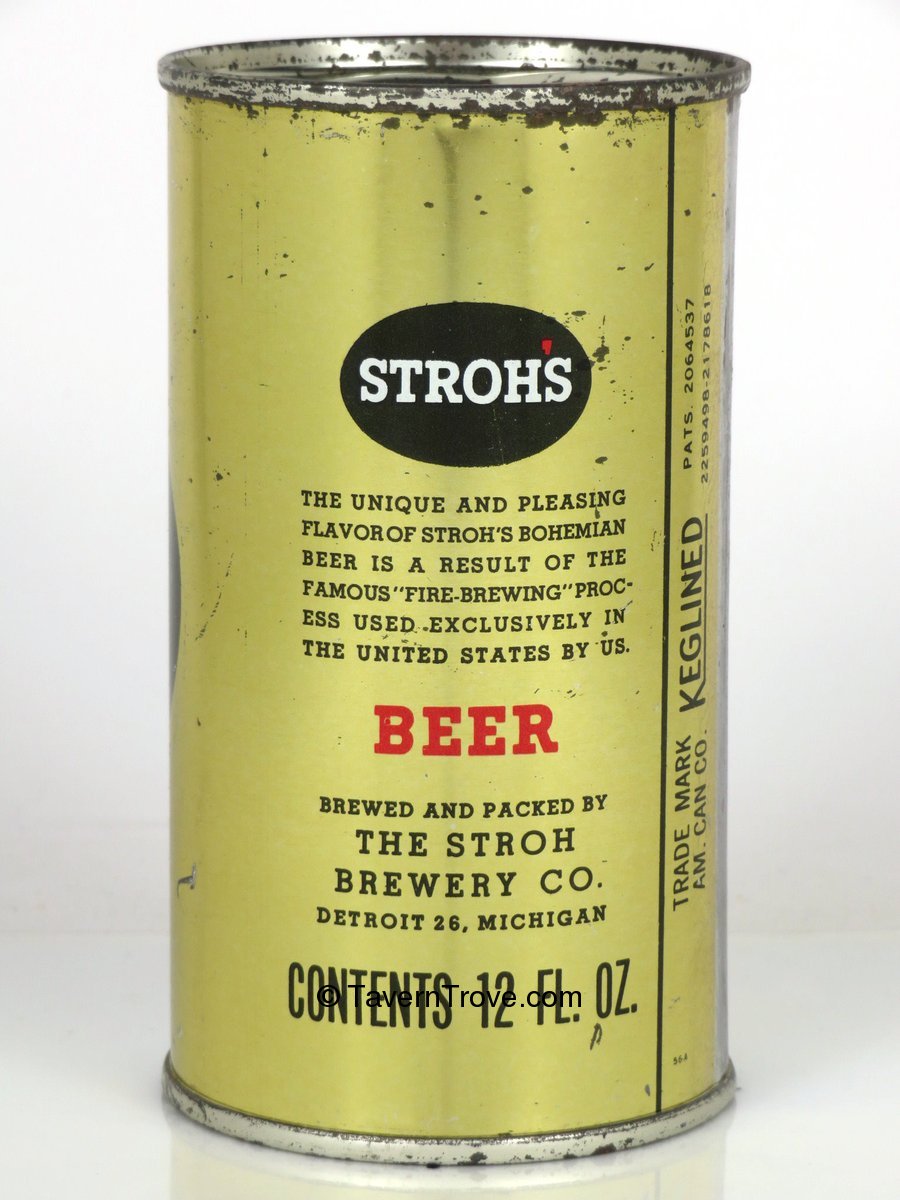 STROH'S
THE UNIQUE AND PLEASING
FLAVOR OF STROH'S BOHEMIAN
BEER IS A RESULT OF THE
FAMOUS "FIRE-BREWING" PROC-
ESS USED EXCLUSIVELY IN
THE UNITED STATES BY US.
BEER
BREWED AND PACKED BY
THE STROH
BREWERY CO.
DETROIT 26, MICHIGAN
CONTENTS 12 FL. OZ.
© TavernTrove.com
TRADE MARK KEGLINED PATS. 2064537
AM. CAN CO. 2259498-2178618
56A